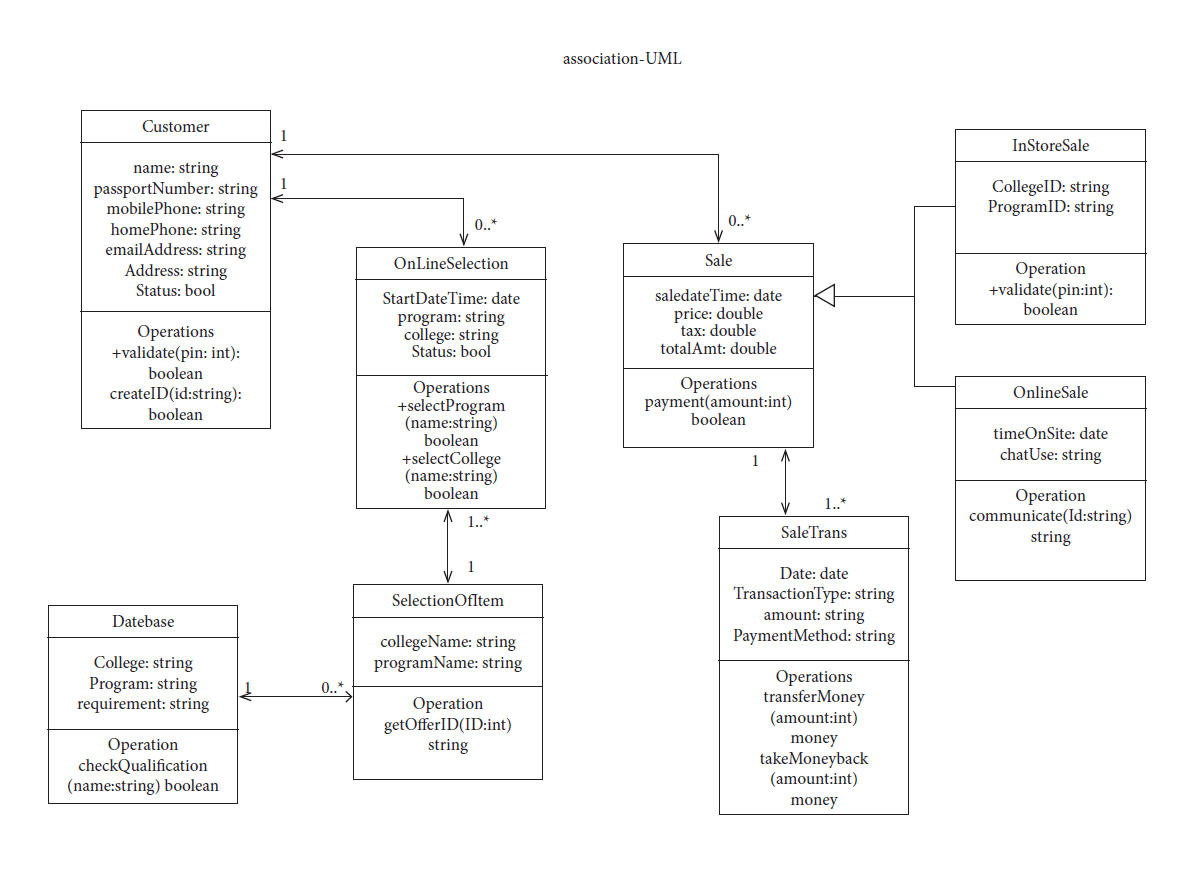 association-UML
Customer
name: string
passportNumber: string
mobilePhone: string
homePhone: string
emailAddress: string
Address: string
Status: bool
Operations
+validate(pin: int):
boolean
createID(id:string):
boolean
1
1
0..*
0..*
OnLineSelection
StartDateTime: date
program: string
college: string
Status: bool
Operations
+selectProgram
(name:string)
boolean
+selectCollege
(name:string)
boolean
1..*
1
Sale
saledateTime: date
price: double
tax: double
totalAmt: double
Operations
payment(amount:int)
boolean
1
1..*
InStoreSale
CollegeID: string
ProgramID: string
Operation
+validate(pin:int):
boolean
OnlineSale
timeOnSite: date
chatUse: string
Operation
communicate(Id:string)
string
SaleTrans
Date: date
TransactionType: string
amount: string
PaymentMethod: string
Operations
transferMoney
(amount:int)
money
takeMoneyback
(amount:int)
money
SelectionOfItem
collegeName: string
programName: string
Operation
getOfferID(ID:int)
string
Datebase
College: string
Program: string
requirement: string
Operation
checkQualification
(name:string) boolean
1
0..*